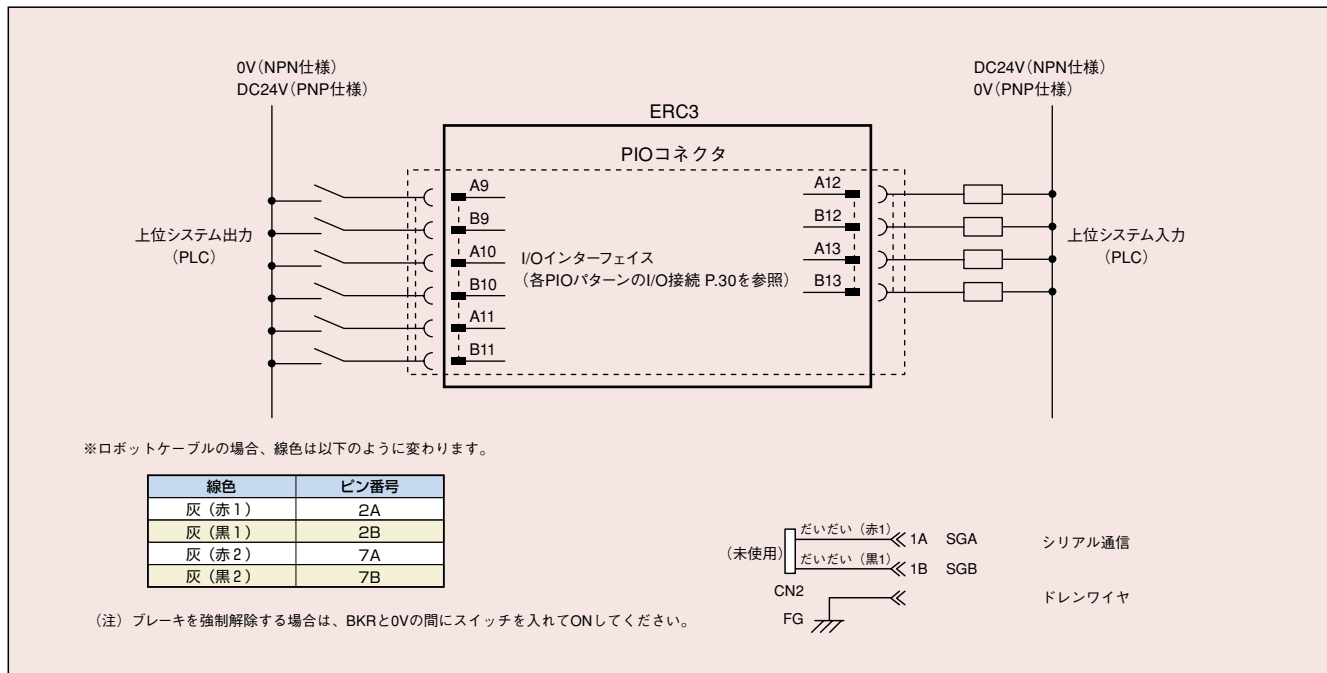 0V(NPN仕様)
DC24V(PNP仕様)
DC24V(NPN仕様)
0V(PNP仕様)
ERC3
PIOコネクタ
A9
B9
A10
B10
A11
B11
A12
B12
A13
B13
上位システム出力
(PLC)
I/Oインターフェイス
(各PIOパターンのI/O接続 P.30を参照)
上位システム入力
(PLC)
※ロボットケーブルの場合、線色は以下のように変わります。
線色 ピン番号
灰(赤1) 2A
灰(黒1) 2B
灰(赤2) 7A
灰(黒2) 7B
(注)ブレーキを強制解除する場合は、BKRと0Vの間にスイッチを入れてONしてください。
(未使用)
だいだい(赤1) 1A SGA
だいだい(黒1) 1B SGB
シリアル通信
CN2
FG
ドレンワイヤ